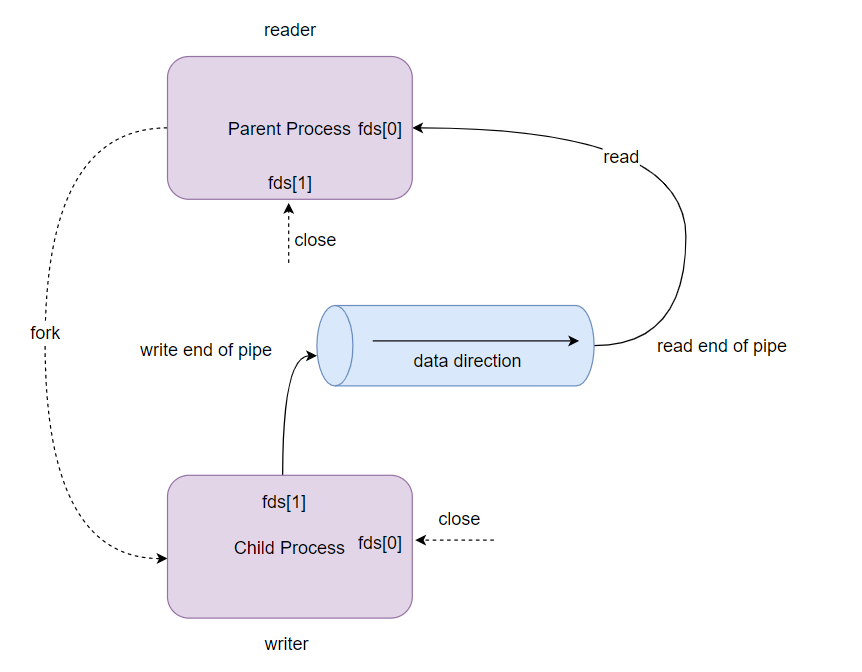 reader
Parent Process fds[0]
fds[1]
read
close
fork
write end of pipe
data direction
read end of pipe
fds[1]
close
Child Process fds[0]
writer